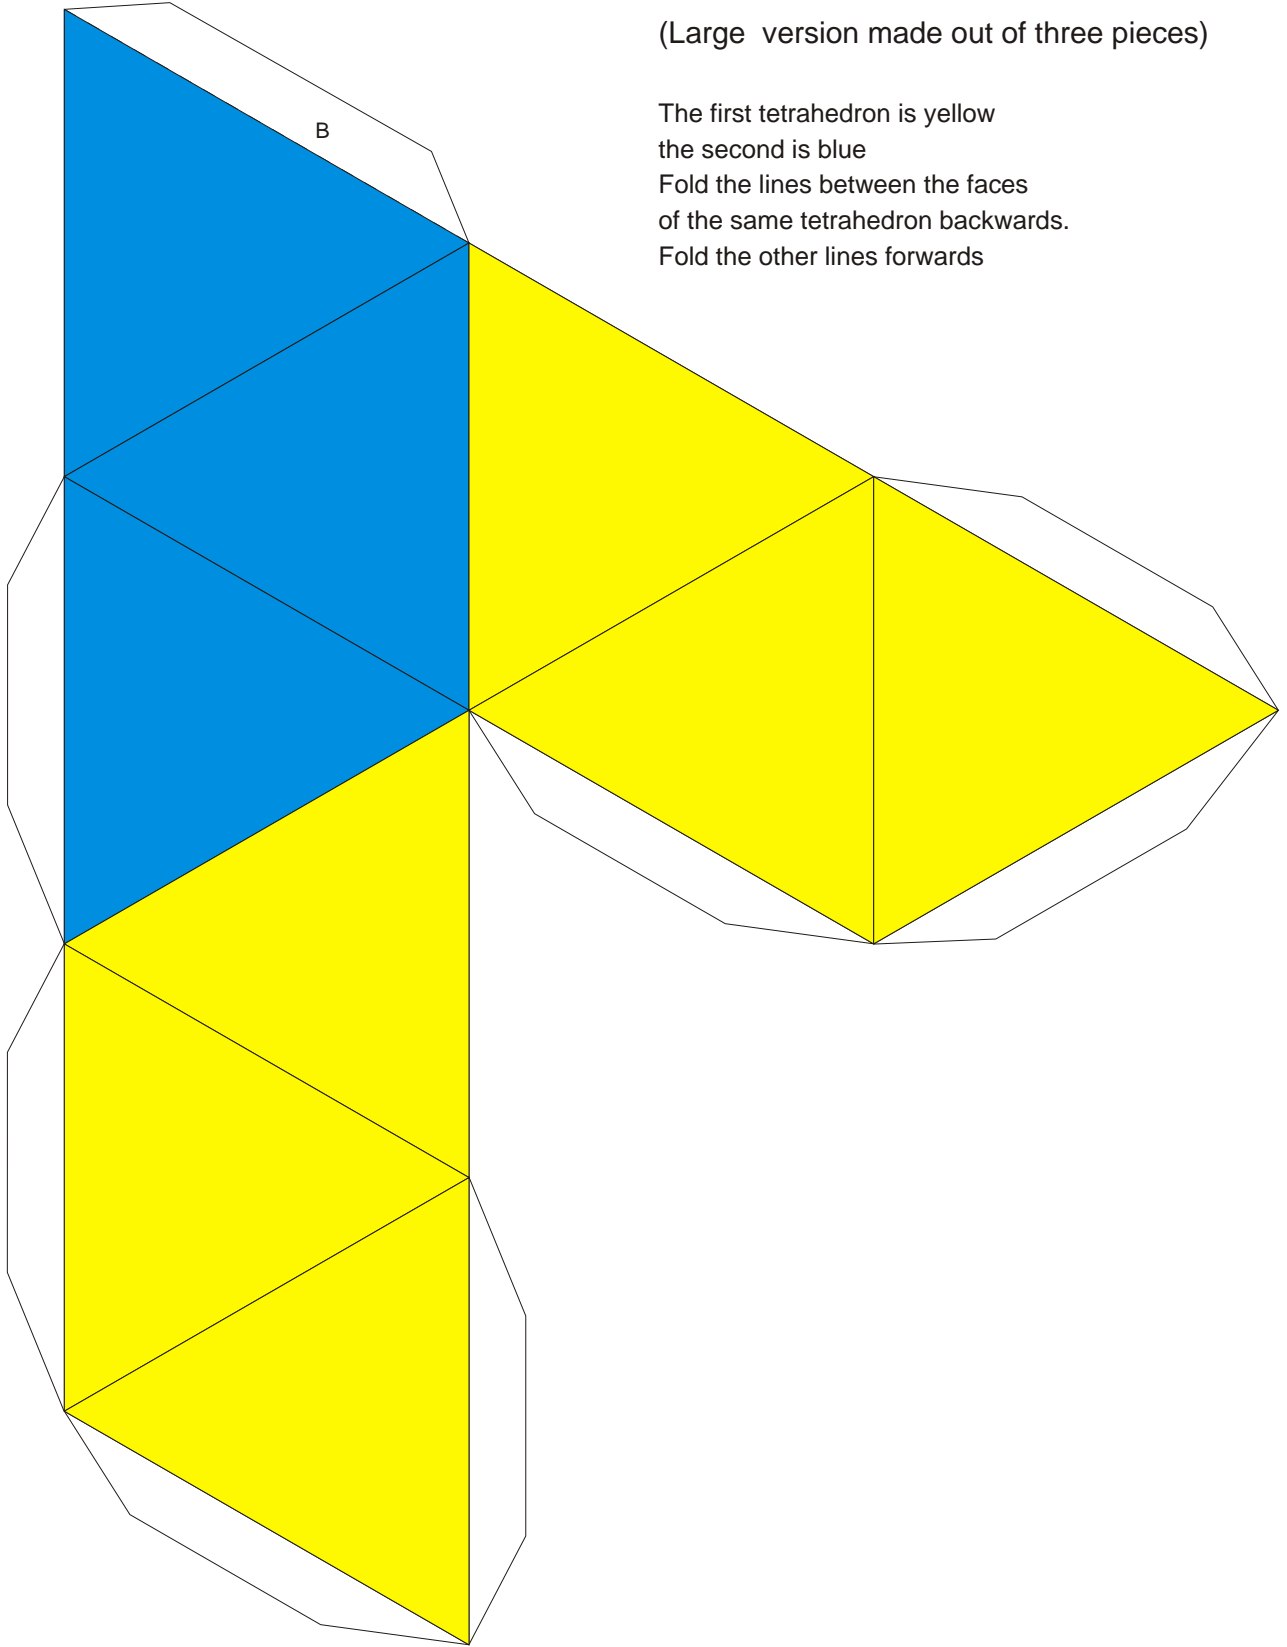 (Large version made out of three pieces)
The first tetrahedron is yellow
the second is blue
Fold the lines between the faces
of the same tetrahedron backwards.
Fold the other lines forwards
B